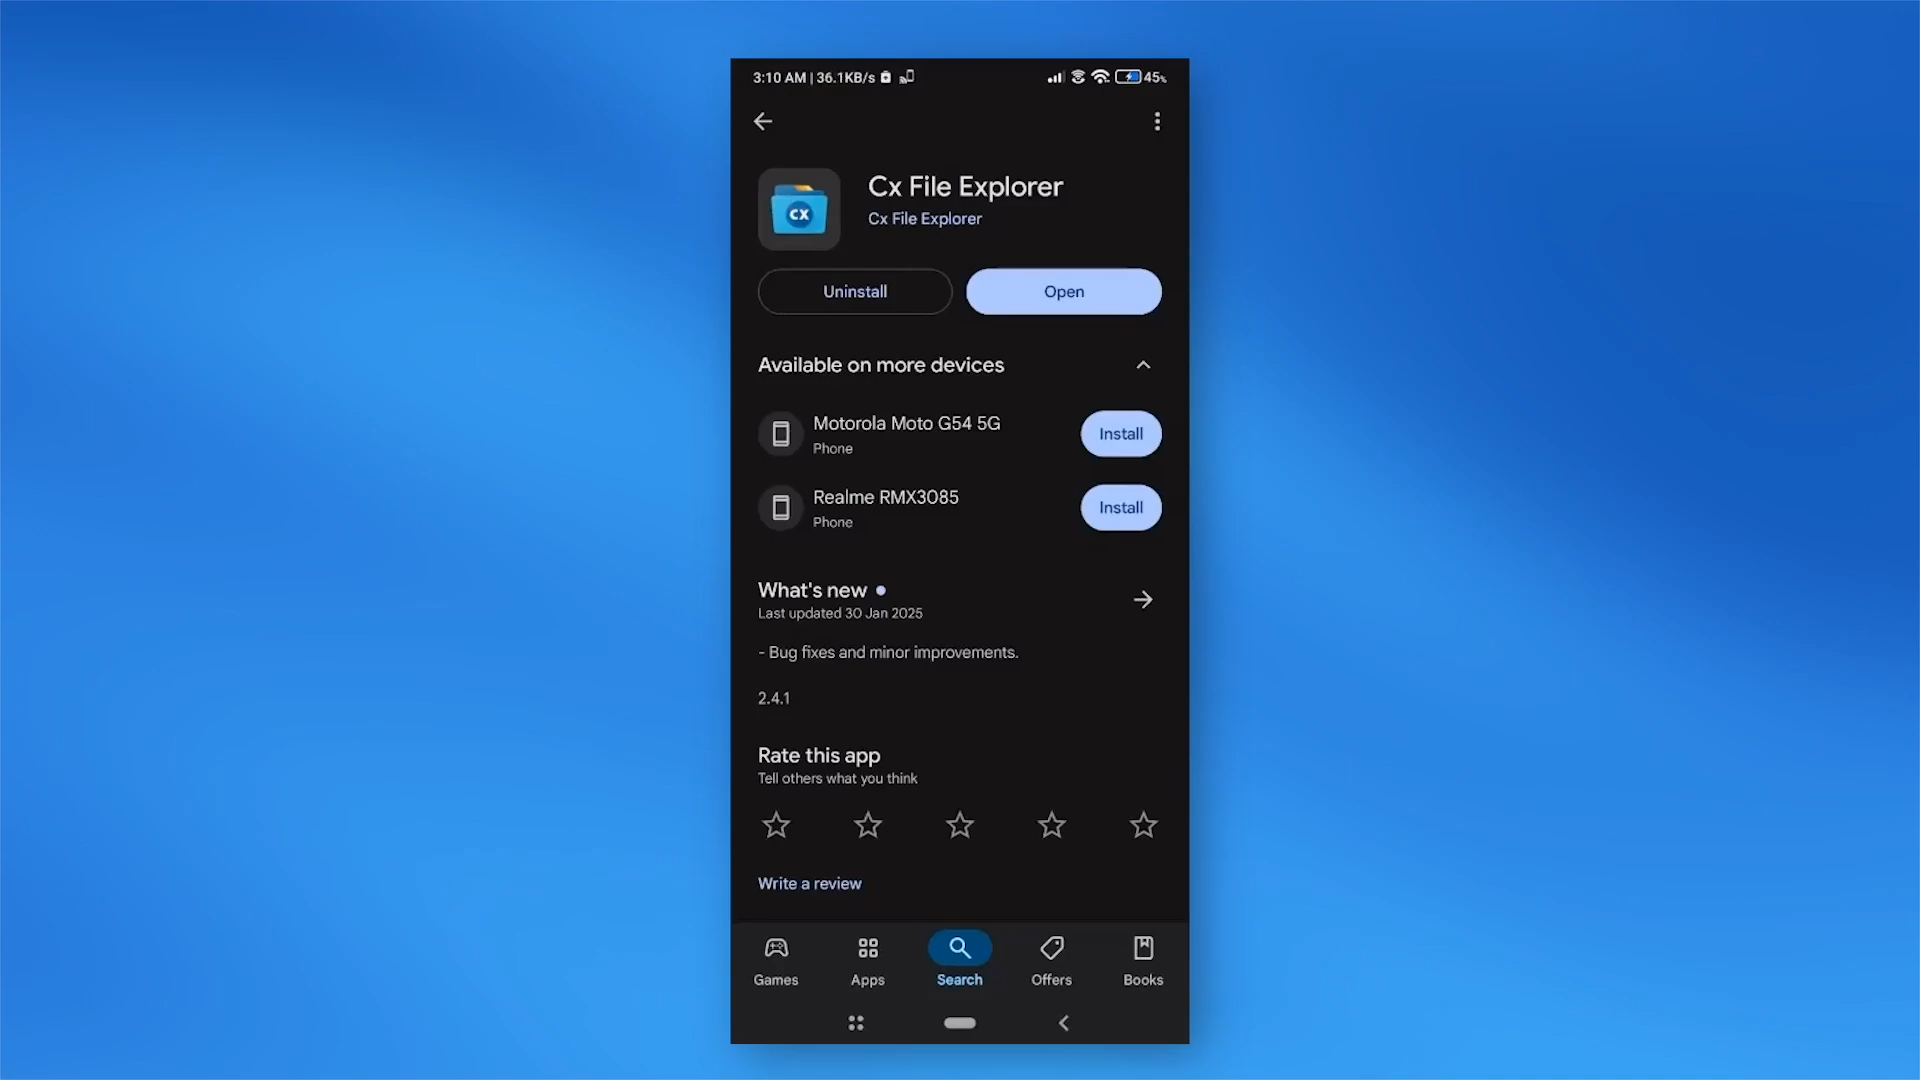 3:10 AM | 36.1KB/s 45%
Cx File Explorer
CX
Cx File Explorer
Uninstall Open
Available on more devices
Motorola Moto G54 5G
Phone
Install
Realme RMX3085
Phone
Install
What's new
Last updated 30 Jan 2025
- Bug fixes and minor improvements.
2.4.1
Rate this app
Tell others what you think
Write a review
Games Apps Search Offers Books